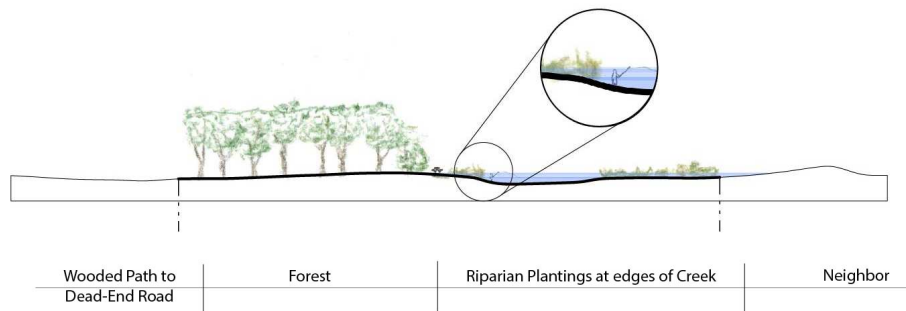 Wooded Path to
Dead-End Road
Forest
Riparian Plantings at edges of Creek
Neighbor